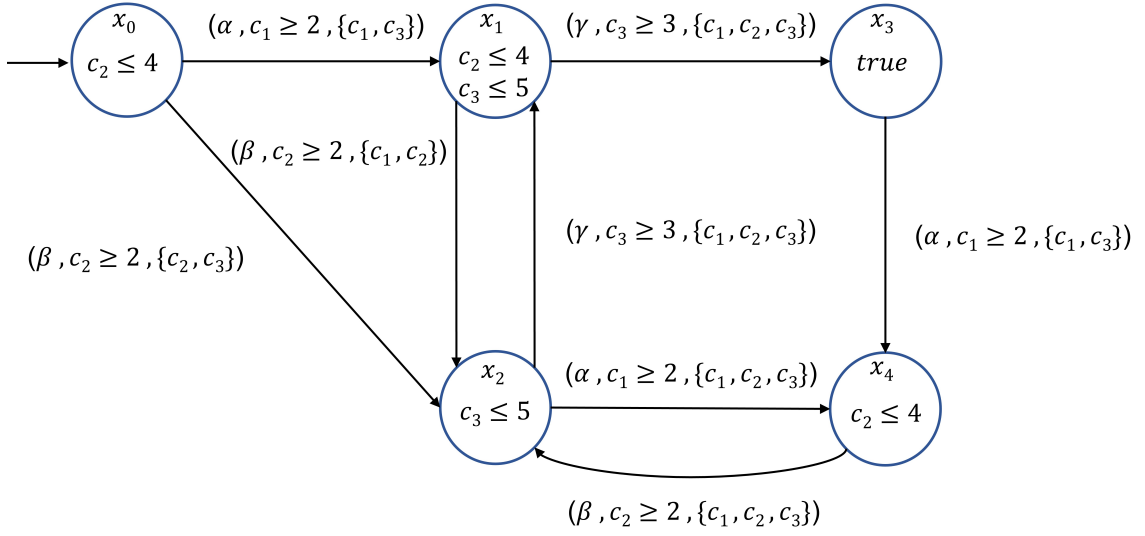 x₀
c₂ ≤ 4
(α , c₁ ≥ 2 , {c₁, c₃})
x₁
c₂ ≤ 4
c₃ ≤ 5
(γ , c₃ ≥ 3 , {c₁, c₂, c₃})
x₃
true
(β , c₂ ≥ 2 , {c₁, c₂})
(β , c₂ ≥ 2 , {c₂, c₃})
(γ , c₃ ≥ 3 , {c₁, c₂, c₃})
(α , c₁ ≥ 2 , {c₁, c₃})
x₂
c₃ ≤ 5
(α , c₁ ≥ 2 , {c₁, c₂, c₃})
x₄
c₂ ≤ 4
(β , c₂ ≥ 2 , {c₁, c₂, c₃})